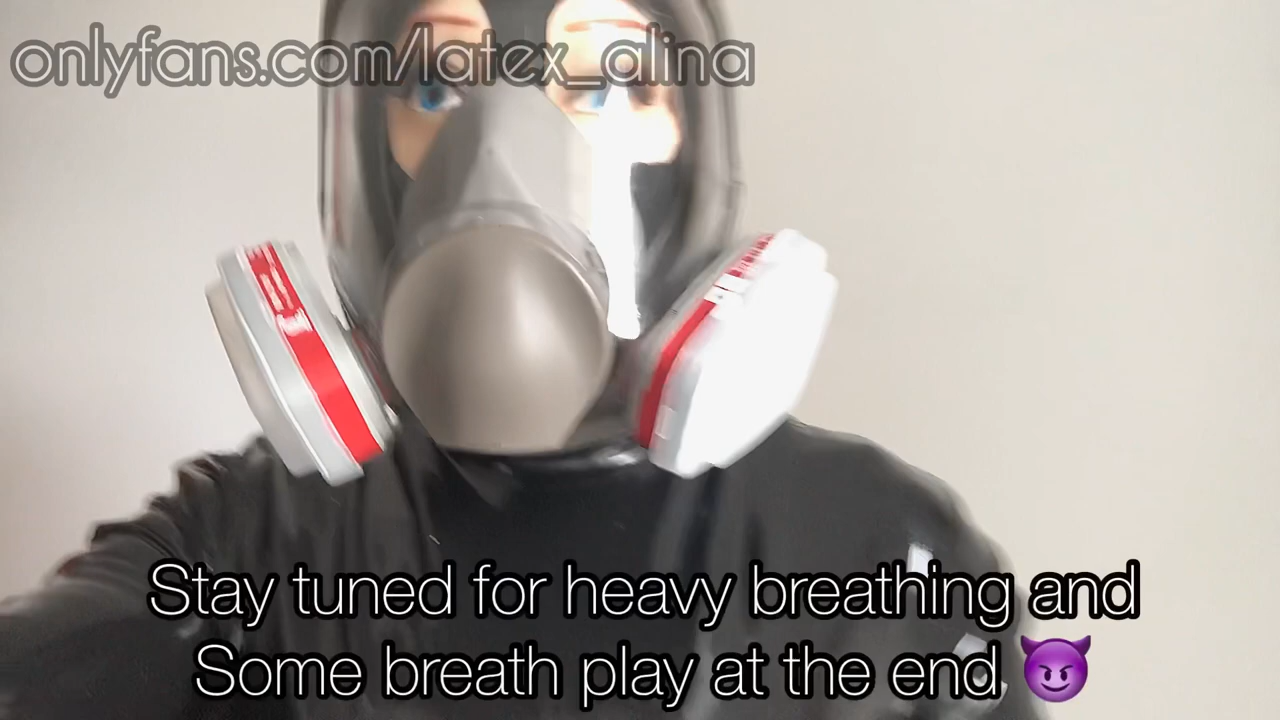 onlyfans.com/latex_alina
Stay tuned for heavy breathing and
Some breath play at the end 😈